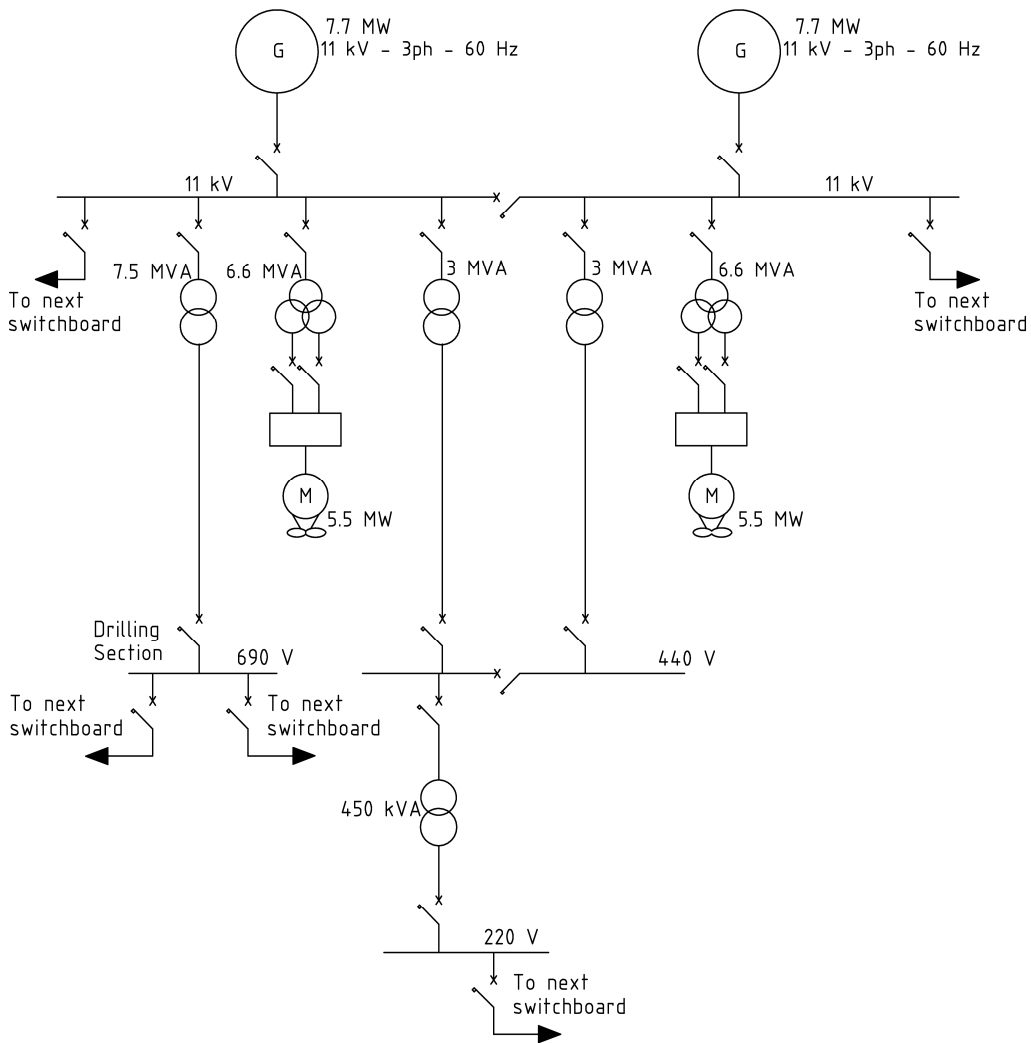 7.7 MW
11 kV - 3ph - 60 Hz
G
7.7 MW
11 kV - 3ph - 60 Hz
G
11 kV
11 kV
7.5 MVA
6.6 MVA
3 MVA
3 MVA
6.6 MVA
To next
switchboard
To next
switchboard
M
5.5 MW
M
5.5 MW
Drilling
Section
690 V
440 V
To next
switchboard
To next
switchboard
450 kVA
220 V
To next
switchboard